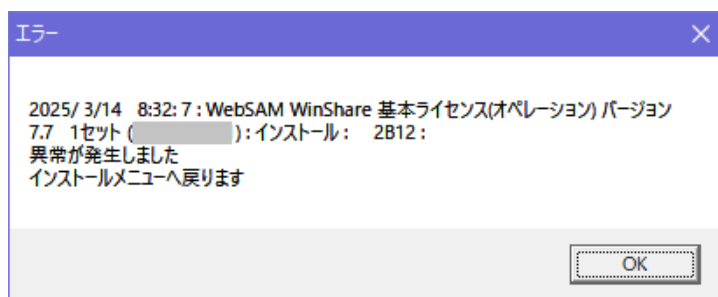 エラー
2025/ 3/14 8:32: 7 : WebSAM WinShare 基本ライセンス(オペレーション) バージョン
7.7 1セット ( ) : インストール : 2B12 :
異常が発生しました
インストールメニューへ戻ります
OK